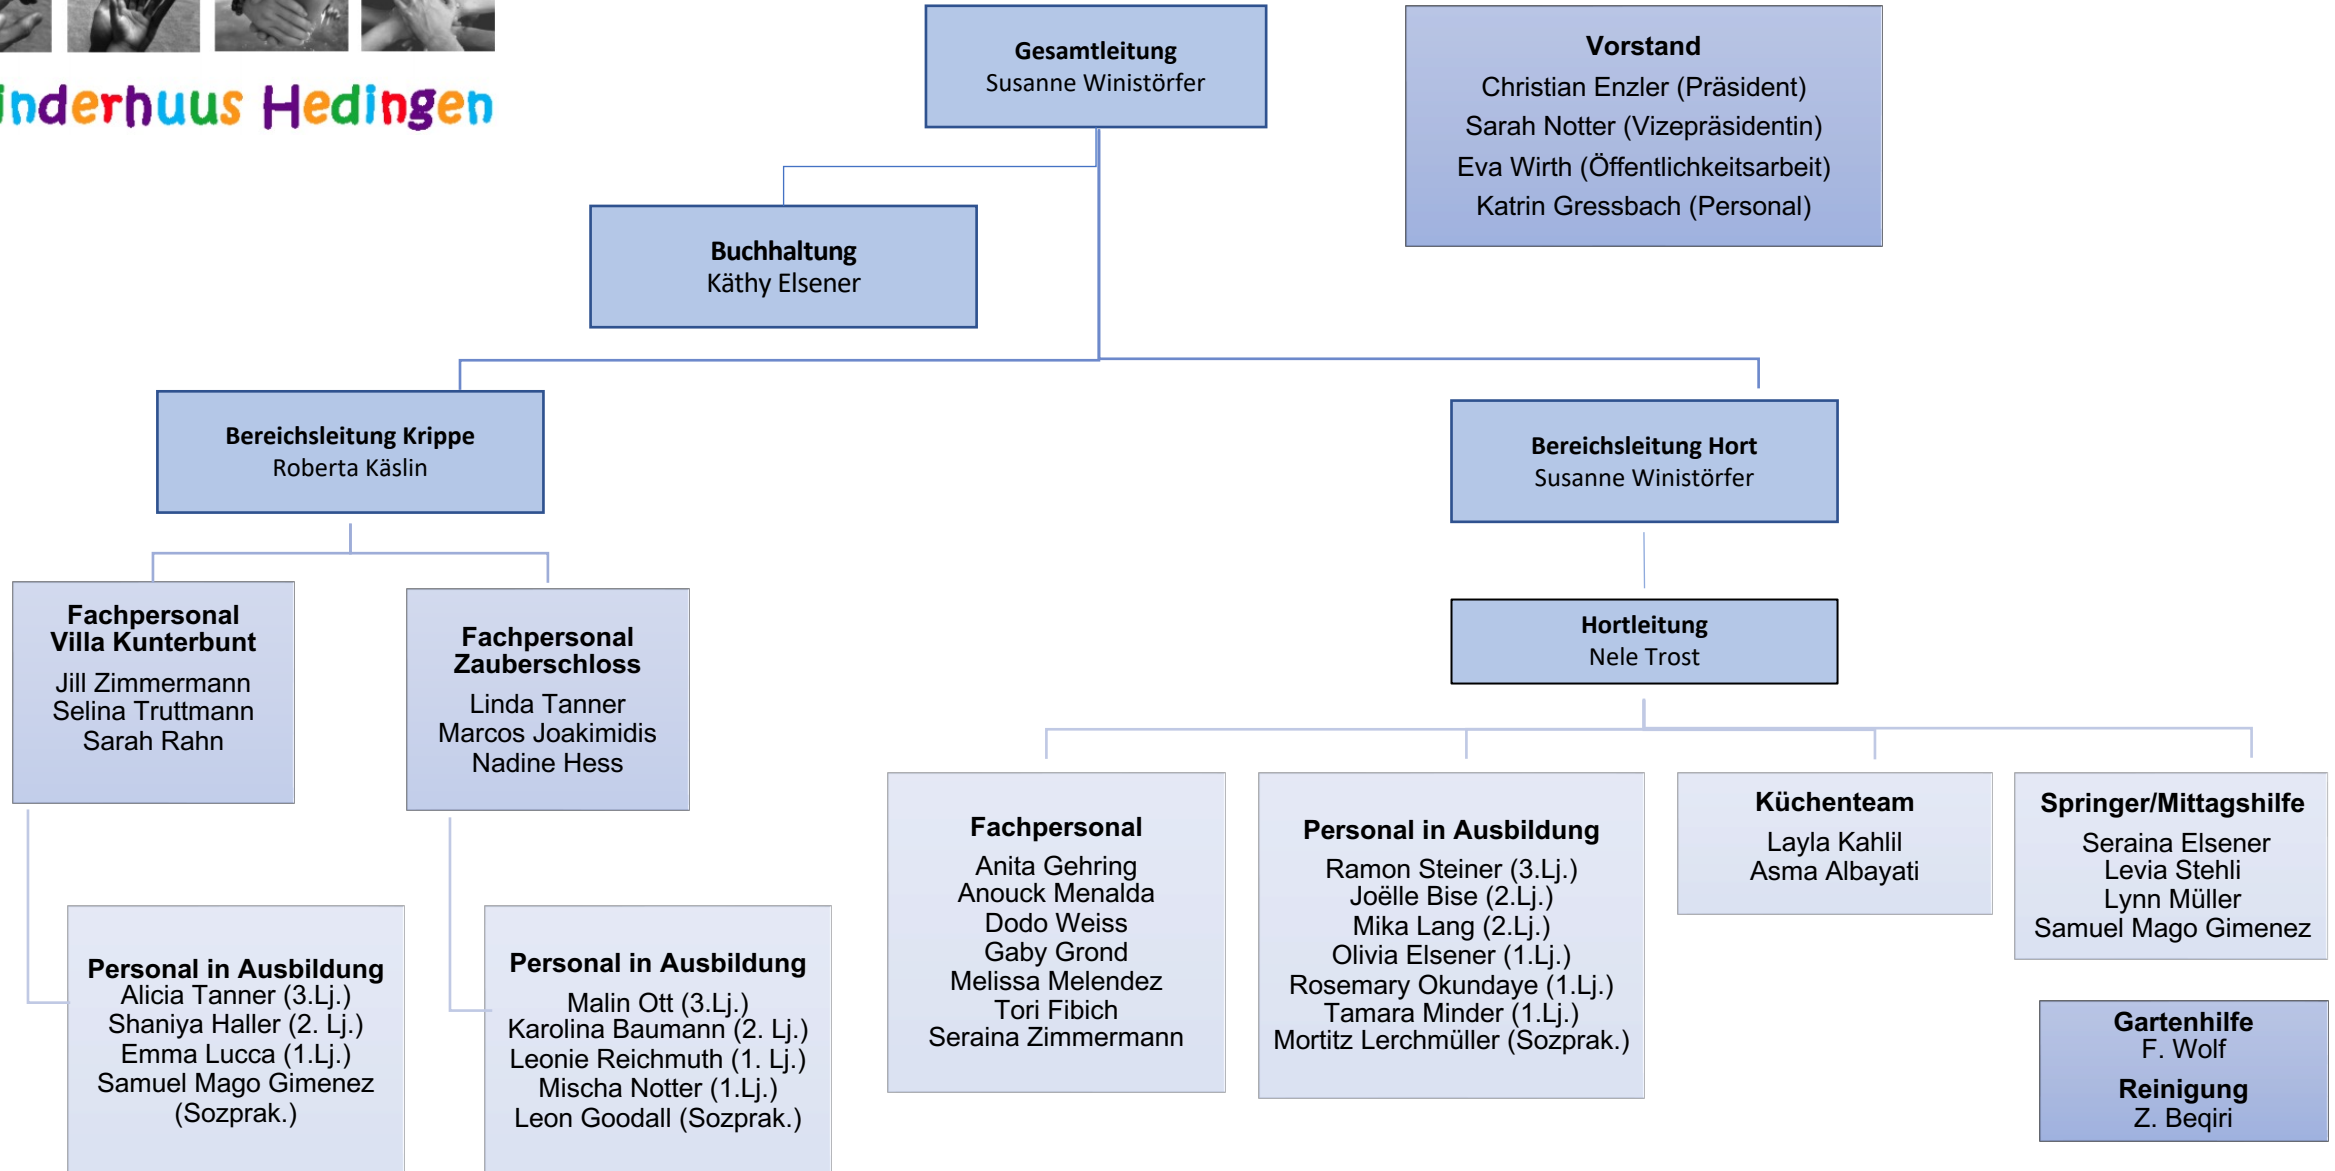 inderhuus Hedingen
Gesamtleitung
Susanne Winistörfer
Vorstand
Christian Enzler (Präsident)
Sarah Notter (Vizepräsidentin)
Eva Wirth (Öffentlichkeitsarbeit)
Katrin Gressbach (Personal)
Buchhaltung
Käthy Elsener
Bereichsleitung Krippe
Roberta Käslin
Bereichsleitung Hort
Susanne Winistörfer
Hortleitung
Nele Trost
Fachpersonal
Villa Kunterbunt
Jill Zimmermann
Selina Truttmann
Sarah Rahn
Fachpersonal
Zauberschloss
Linda Tanner
Marcos Joakimidis
Nadine Hess
Personal in Ausbildung
Alicia Tanner (3.Lj.)
Shaniya Haller (2. Lj.)
Emma Lucca (1.Lj.)
Samuel Mago Gimenez
(Sozprak.)
Personal in Ausbildung
Malin Ott (3.Lj.)
Karolina Baumann (2. Lj.)
Leonie Reichmuth (1. Lj.)
Mischa Notter (1.Lj.)
Leon Goodall (Sozprak.)
Fachpersonal
Anita Gehring
Anouck Menalda
Dodo Weiss
Gaby Grond
Melissa Melendez
Tori Fibich
Seraina Zimmermann
Personal in Ausbildung
Ramon Steiner (3.Lj.)
Joëlle Bise (2.Lj.)
Mika Lang (2.Lj.)
Olivia Elsener (1.Lj.)
Rosemary Okundaye (1.Lj.)
Tamara Minder (1.Lj.)
Mortitz Lerchmüller (Sozprak.)
Küchenteam
Layla Kahlil
Asma Albayati
Springer/Mittagshilfe
Seraina Elsener
Levia Stehli
Lynn Müller
Samuel Mago Gimenez
Gartenhilfe
F. Wolf
Reinigung
Z. Beqiri